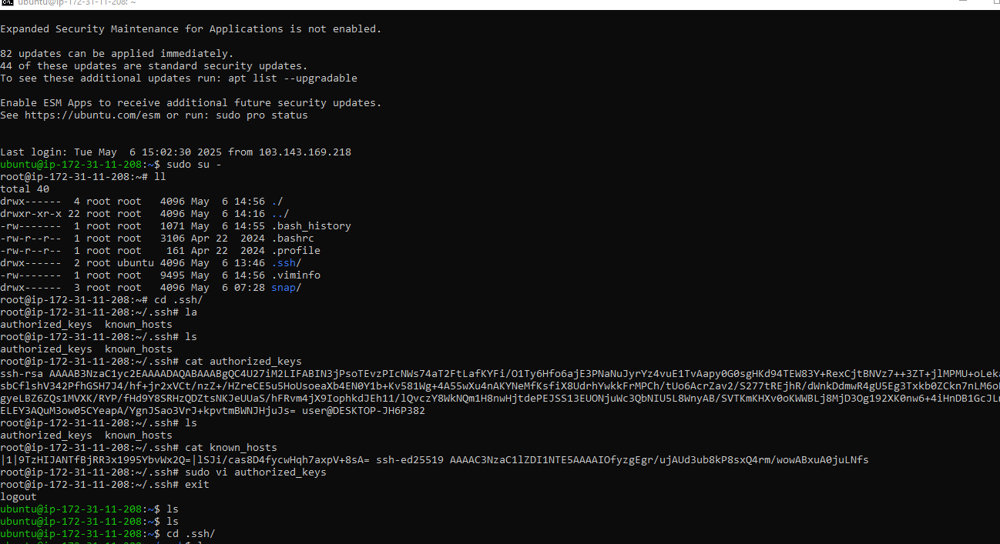 ubuntu@ip-172-31-11-208: ~
Expanded Security Maintenance for Applications is not enabled.
82 updates can be applied immediately.
44 of these updates are standard security updates.
To see these additional updates run: apt list --upgradable
Enable ESM Apps to receive additional future security updates.
See https://ubuntu.com/esm or run: sudo pro status
Last login: Tue May  6 15:02:30 2025 from 103.143.169.218
ubuntu@ip-172-31-11-208:~$ sudo su -
root@ip-172-31-11-208:~# ll
total 40
drwx------  4 root root   4096 May  6 14:56 ./
drwxr-xr-x 22 root root   4096 May  6 14:16 ../
-rw-------  1 root root   1071 May  6 14:55 .bash_history
-rw-r--r--  1 root root   3106 Apr 22  2024 .bashrc
-rw-r--r--  1 root root    161 Apr 22  2024 .profile
drwx------  2 root ubuntu 4096 May  6 13:46 .ssh/
-rw-------  1 root root   9495 May  6 14:56 .viminfo
drwx------  3 root root   4096 May  6 07:28 snap/
root@ip-172-31-11-208:~# cd .ssh/
root@ip-172-31-11-208:~/.ssh# la
authorized_keys  known_hosts
root@ip-172-31-11-208:~/.ssh# ls
authorized_keys  known_hosts
root@ip-172-31-11-208:~/.ssh# cat authorized_keys
ssh-rsa AAAAB3NzaC1yc2EAAAADAQABAAABgQC4U27iM2LIFABIN3jPsoTEvzPIcNWs74aT2FtLafKYFi/O1Ty6Hfo6ajE3PNaNuJyrYz4vuE1TvAapy0G0sgHKd94TEW83Y+RexCjtBNVz7++3ZT+jlMPMU+oLek
sbCflshV342PfhGSH7J4/hf+jr2xVCt/nzZ+/HZreCE5u5HoUsoeaXb4EN0Y1b+Kv581Wg+4A55wXu4nAKYNeMfKsfiX8UdrhYwkkFrMPCh/tUo6AcrZav2/S277tREjhR/dWnkDdmwR4gU5Eg3Txkb0ZCkn7nLM6o
gyeLBZ6ZQs1MVXK/RYP/fHd9Y8SRHzQDZtsNKJeUUaS/hFRvm4jX9IophkdJEh11/lQvczY8WkNQm1H8nwHjtdePEJSS13EUONjuWc3QbNIU5L8WnyAB/SVTKmKHXv0oKWWBLj8MjD3Og192XK0nw6+4iHnDB1GcJL
ELEY3AQuM3ow05CYeapA/YgnJSao3VrJ+kpvtmBWNJHjuJs= user@DESKTOP-JH6P382
root@ip-172-31-11-208:~/.ssh# ls
authorized_keys  known_hosts
root@ip-172-31-11-208:~/.ssh# cat known_hosts
|1|9TzHIJANTfBjRR3x1995YbvWx2Q=|lSJi/cas8D4fycwHqh7axpV+8sA= ssh-ed25519 AAAAC3NzaC1lZDI1NTE5AAAAIOfyzgEgr/ujAUd3ub8kP8sxQ4rm/wowABxuA0juLNfs
root@ip-172-31-11-208:~/.ssh# sudo vi authorized_keys
root@ip-172-31-11-208:~/.ssh# exit
logout
ubuntu@ip-172-31-11-208:~$ ls
ubuntu@ip-172-31-11-208:~$ ls
ubuntu@ip-172-31-11-208:~$ cd .ssh/